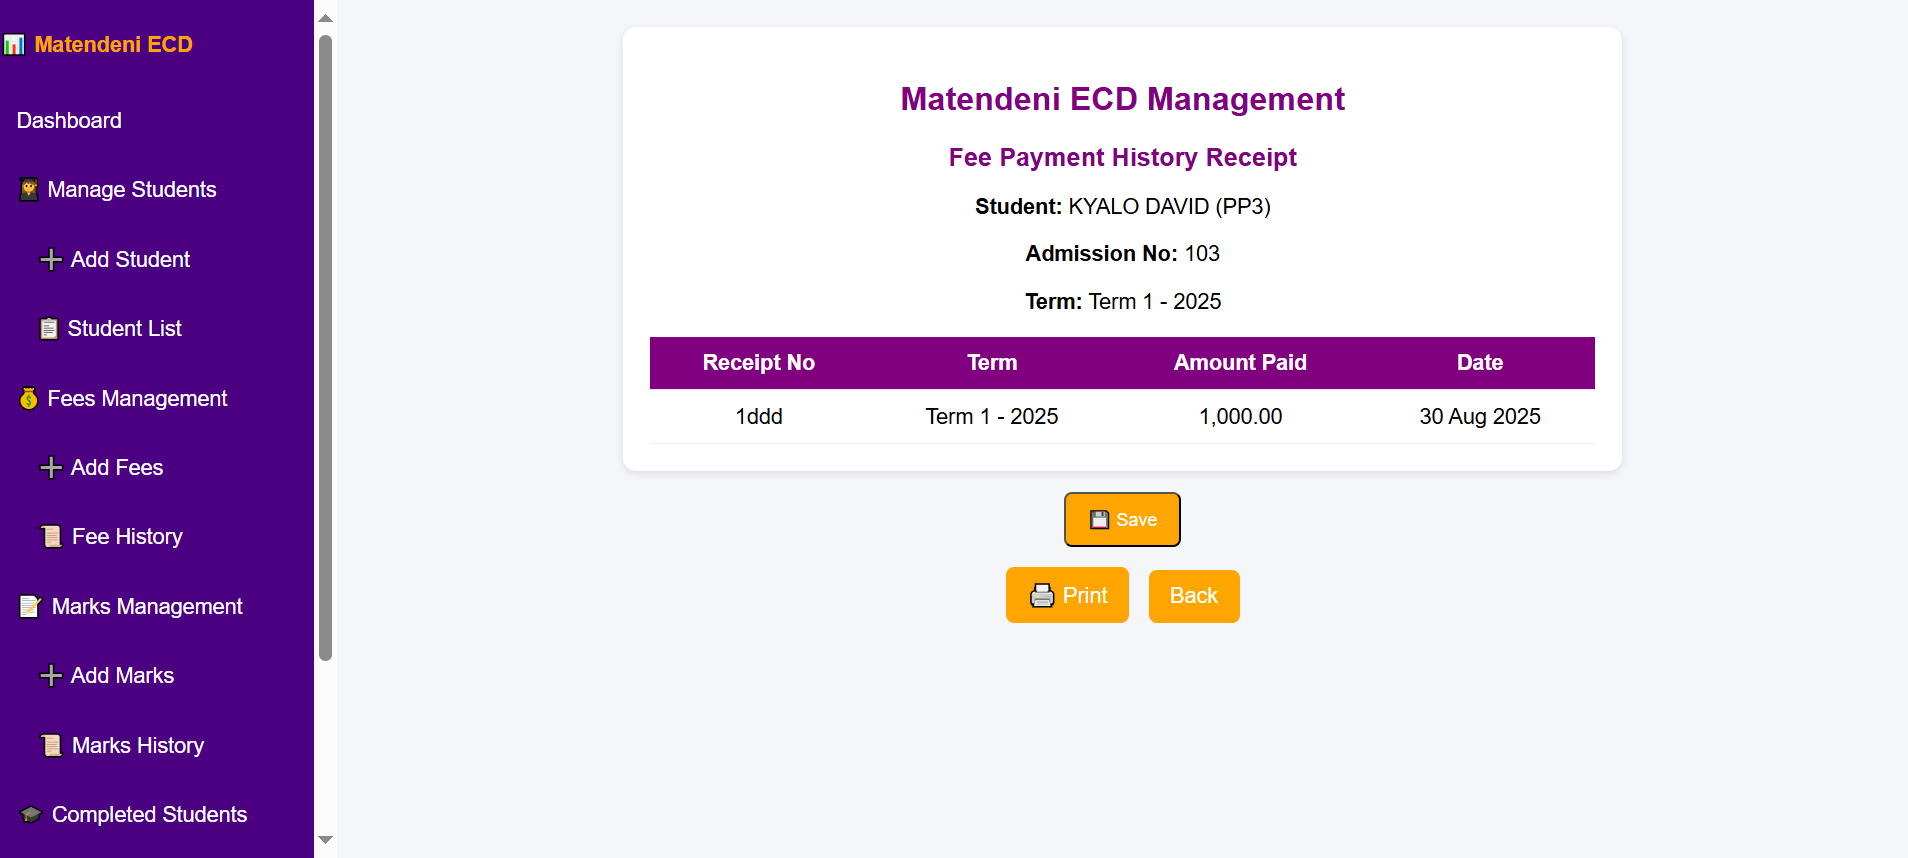 Matendeni ECD
Dashboard
Manage Students
Add Student
Student List
Fees Management
Add Fees
Fee History
Marks Management
Add Marks
Marks History
Completed Students
Matendeni ECD Management
Fee Payment History Receipt
Student: KYALO DAVID (PP3)
Admission No: 103
Term: Term 1 - 2025
Receipt No Term Amount Paid Date
1ddd Term 1 - 2025 1,000.00 30 Aug 2025
Save
Print Back